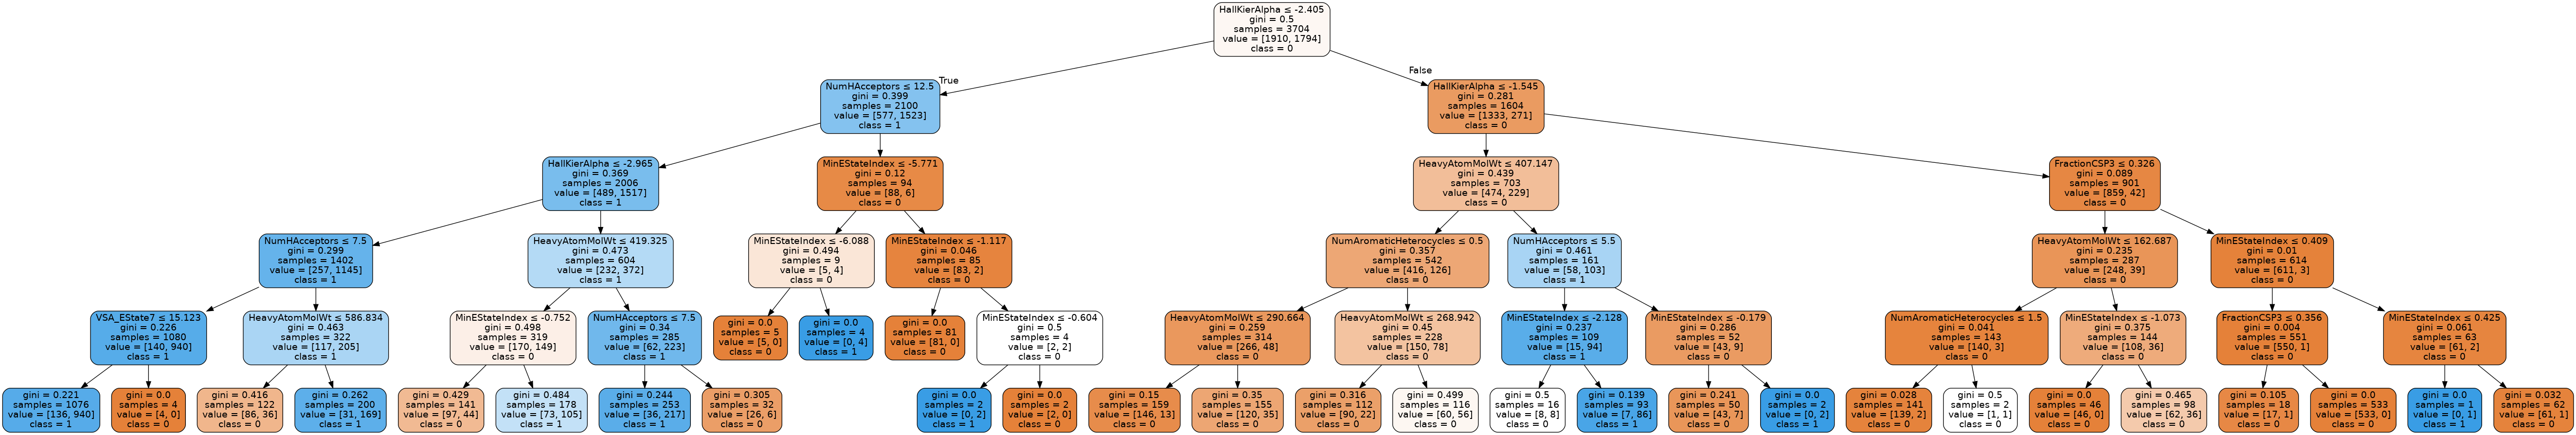 HallKierAlpha ≤ -2.405
gini = 0.5
samples = 3704
value = [1910, 1794]
class = 0
True
False
NumHAcceptors ≤ 12.5
gini = 0.399
samples = 2100
value = [577, 1523]
class = 1
HallKierAlpha ≤ -1.545
gini = 0.281
samples = 1604
value = [1333, 271]
class = 0
HallKierAlpha ≤ -2.965
gini = 0.369
samples = 2006
value = [489, 1517]
class = 1
MinEStateIndex ≤ -5.771
gini = 0.12
samples = 94
value = [88, 6]
class = 0
HeavyAtomMolWt ≤ 407.147
gini = 0.439
samples = 703
value = [474, 229]
class = 0
FractionCSP3 ≤ 0.326
gini = 0.089
samples = 901
value = [859, 42]
class = 0
NumHAcceptors ≤ 7.5
gini = 0.299
samples = 1402
value = [257, 1145]
class = 1
HeavyAtomMolWt ≤ 419.325
gini = 0.473
samples = 604
value = [232, 372]
class = 1
MinEStateIndex ≤ -6.088
gini = 0.494
samples = 9
value = [5, 4]
class = 0
MinEStateIndex ≤ -1.117
gini = 0.046
samples = 85
value = [83, 2]
class = 0
NumAromaticHeterocycles ≤ 0.5
gini = 0.357
samples = 542
value = [416, 126]
class = 0
NumHAcceptors ≤ 5.5
gini = 0.461
samples = 161
value = [58, 103]
class = 1
HeavyAtomMolWt ≤ 162.687
gini = 0.235
samples = 287
value = [248, 39]
class = 0
MinEStateIndex ≤ 0.409
gini = 0.01
samples = 614
value = [611, 3]
class = 0
VSA_EState7 ≤ 15.123
gini = 0.226
samples = 1080
value = [140, 940]
class = 1
HeavyAtomMolWt ≤ 586.834
gini = 0.463
samples = 322
value = [117, 205]
class = 1
MinEStateIndex ≤ -0.752
gini = 0.498
samples = 319
value = [170, 149]
class = 0
NumHAcceptors ≤ 7.5
gini = 0.34
samples = 285
value = [62, 223]
class = 1
gini = 0.0
samples = 5
value = [5, 0]
class = 0
gini = 0.0
samples = 4
value = [0, 4]
class = 1
gini = 0.0
samples = 81
value = [81, 0]
class = 0
MinEStateIndex ≤ -0.604
gini = 0.5
samples = 4
value = [2, 2]
class = 0
HeavyAtomMolWt ≤ 290.664
gini = 0.259
samples = 314
value = [266, 48]
class = 0
HeavyAtomMolWt ≤ 268.942
gini = 0.45
samples = 228
value = [150, 78]
class = 0
MinEStateIndex ≤ -2.128
gini = 0.237
samples = 109
value = [15, 94]
class = 1
MinEStateIndex ≤ -0.179
gini = 0.286
samples = 52
value = [43, 9]
class = 0
NumAromaticHeterocycles ≤ 1.5
gini = 0.041
samples = 143
value = [140, 3]
class = 0
MinEStateIndex ≤ -1.073
gini = 0.375
samples = 144
value = [108, 36]
class = 0
FractionCSP3 ≤ 0.356
gini = 0.004
samples = 551
value = [550, 1]
class = 0
MinEStateIndex ≤ 0.425
gini = 0.061
samples = 63
value = [61, 2]
class = 0
gini = 0.221
samples = 1076
value = [136, 940]
class = 1
gini = 0.0
samples = 4
value = [4, 0]
class = 0
gini = 0.416
samples = 122
value = [86, 36]
class = 0
gini = 0.262
samples = 200
value = [31, 169]
class = 1
gini = 0.429
samples = 141
value = [97, 44]
class = 0
gini = 0.484
samples = 178
value = [73, 105]
class = 1
gini = 0.244
samples = 253
value = [36, 217]
class = 1
gini = 0.305
samples = 32
value = [26, 6]
class = 0
gini = 0.0
samples = 2
value = [0, 2]
class = 1
gini = 0.0
samples = 2
value = [2, 0]
class = 0
gini = 0.15
samples = 159
value = [146, 13]
class = 0
gini = 0.35
samples = 155
value = [120, 35]
class = 0
gini = 0.316
samples = 112
value = [90, 22]
class = 0
gini = 0.499
samples = 116
value = [60, 56]
class = 0
gini = 0.5
samples = 16
value = [8, 8]
class = 0
gini = 0.139
samples = 93
value = [7, 86]
class = 1
gini = 0.241
samples = 50
value = [43, 7]
class = 0
gini = 0.0
samples = 2
value = [0, 2]
class = 1
gini = 0.028
samples = 141
value = [139, 2]
class = 0
gini = 0.5
samples = 2
value = [1, 1]
class = 0
gini = 0.0
samples = 46
value = [46, 0]
class = 0
gini = 0.465
samples = 98
value = [62, 36]
class = 0
gini = 0.105
samples = 18
value = [17, 1]
class = 0
gini = 0.0
samples = 533
value = [533, 0]
class = 0
gini = 0.0
samples = 1
value = [0, 1]
class = 1
gini = 0.032
samples = 62
value = [61, 1]
class = 0